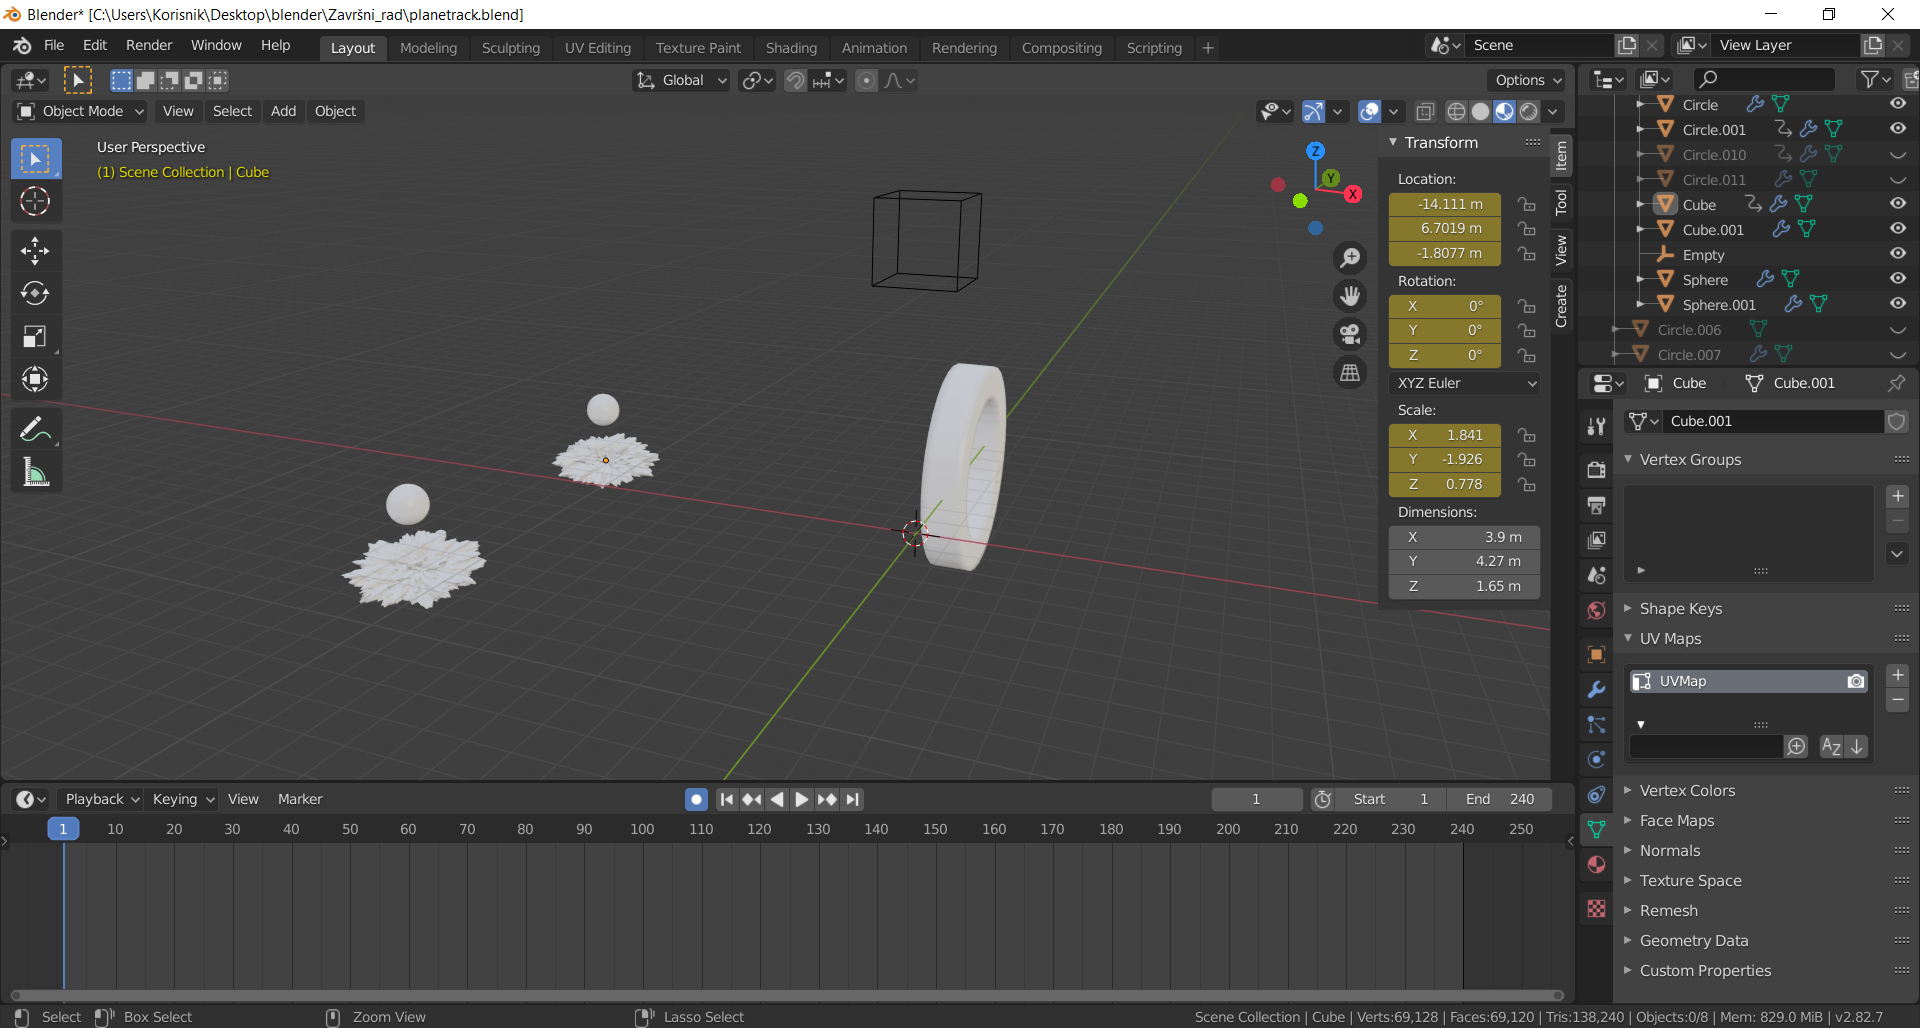 Blender* [C:\Users\Korisnik\Desktop\blender\Završni_rad\planetrack.blend]
File Edit Render Window Help
Layout Modeling Sculpting UV Editing Texture Paint Shading Animation Rendering Compositing Scripting +
Scene
View Layer
Global
Options
Object Mode View Select Add Object
User Perspective
(1) Scene Collection | Cube
Z
Y
X
Transform
Location:
-14.111 m
6.7019 m
-1.8077 m
Rotation:
X 0°
Y 0°
Z 0°
XYZ Euler
Scale:
X 1.841
Y -1.926
Z 0.778
Dimensions:
X 3.9 m
Y 4.27 m
Z 1.65 m
Item
Tool
View
Create
Circle
Circle.001
Circle.010
Circle.011
Cube
Cube.001
Empty
Sphere
Sphere.001
Circle.006
Circle.007
Cube Cube.001
Cube.001
Vertex Groups
Shape Keys
UV Maps
UVMap
AZ
Vertex Colors
Face Maps
Normals
Texture Space
Remesh
Geometry Data
Custom Properties
Playback Keying View Marker
1
Start 1
End 240
1 10 20 30 40 50 60 70 80 90 100 110 120 130 140 150 160 170 180 190 200 210 220 230 240 250
Select Box Select Zoom View Lasso Select
Scene Collection | Cube | Verts:69,128 | Faces:69,120 | Tris:138,240 | Objects:0/8 | Mem: 829.0 MiB | v2.82.7